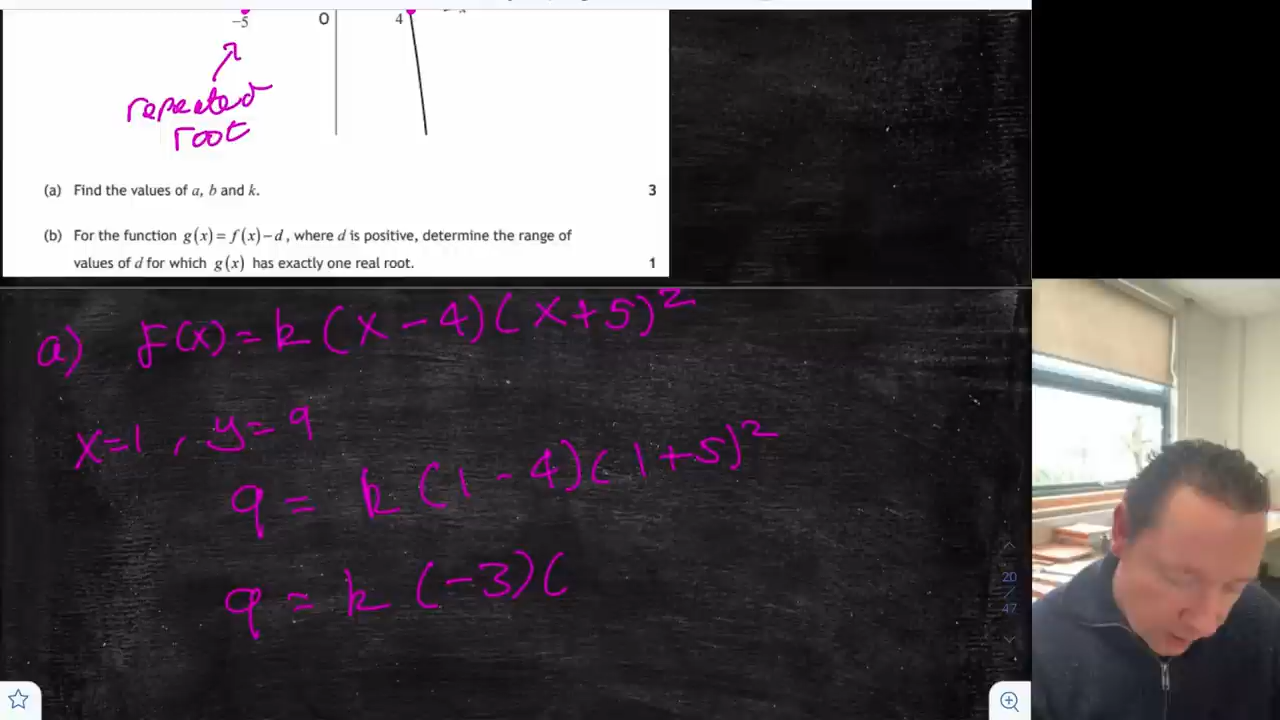 -5 O 4
repeated
root
(a) Find the values of a, b and k. 3
(b) For the function g(x) = f(x) − d, where d is positive, determine the range of
values of d for which g(x) has exactly one real root. 1
a) f(x) = k (x − 4)(x + 5)²
x=1 , y= 9
9 = k (1 − 4)(1 + 5)²
9 = k (−3)(
20
/
47